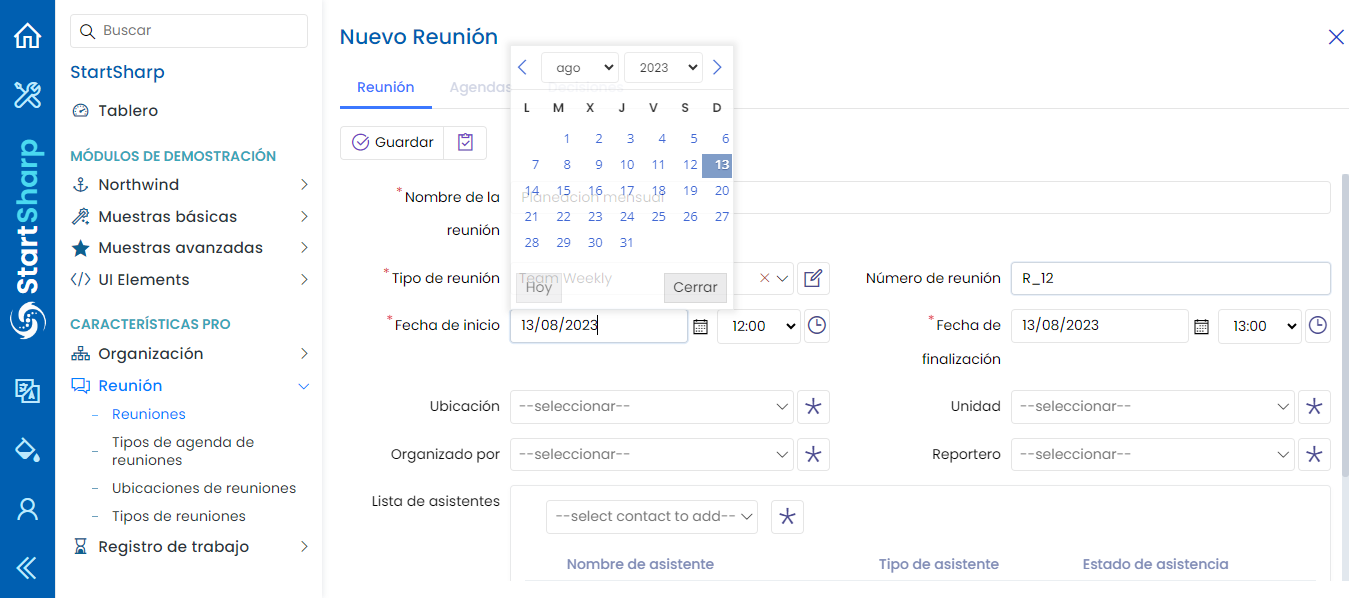 Buscar
StartSharp
Tablero
MÓDULOS DE DEMOSTRACIÓN
Northwind
Muestras básicas
Muestras avanzadas
UI Elements
CARACTERÍSTICAS PRO
Organización
Reunión
Reuniones
Tipos de agenda de
reuniones
Ubicaciones de reuniones
Tipos de reuniones
Registro de trabajo
StartSharp
Nuevo Reunión
Reunión Agendas Decisiones
Guardar
ago 2023
L M X J V S D
1 2 3 4 5 6
7 8 9 10 11 12 13
14 15 16 17 18 19 20
21 22 23 24 25 26 27
28 29 30 31
Hoy Cerrar
* Nombre de la
reunión
Planeacion mensual
* Tipo de reunión Team Weekly
Número de reunión R_12
* Fecha de inicio 13/08/2023 12:00
* Fecha de
finalización
13/08/2023 13:00
Ubicación --seleccionar--
Unidad --seleccionar--
Organizado por --seleccionar--
Reportero --seleccionar--
Lista de asistentes
--select contact to add--
Nombre de asistente Tipo de asistente Estado de asistencia